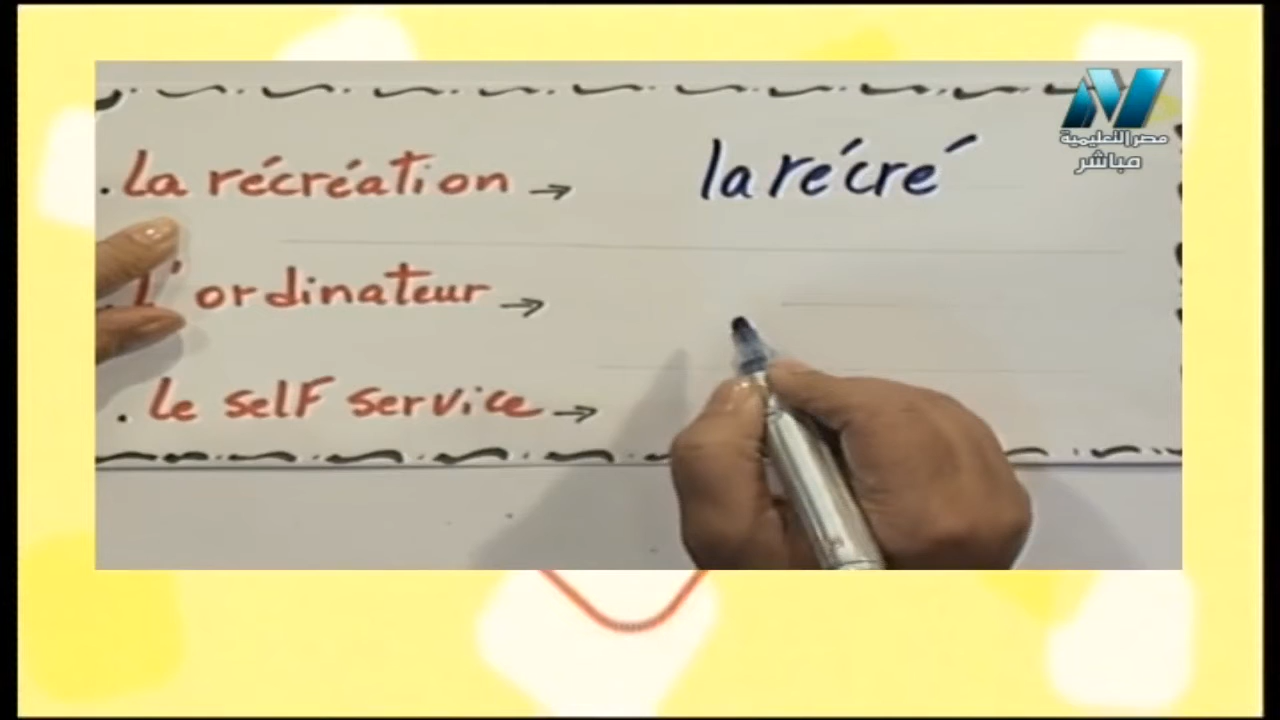 . La récréation → la récré
L'ordinateur →
. le self service →
مصر التعليمية
مباشر